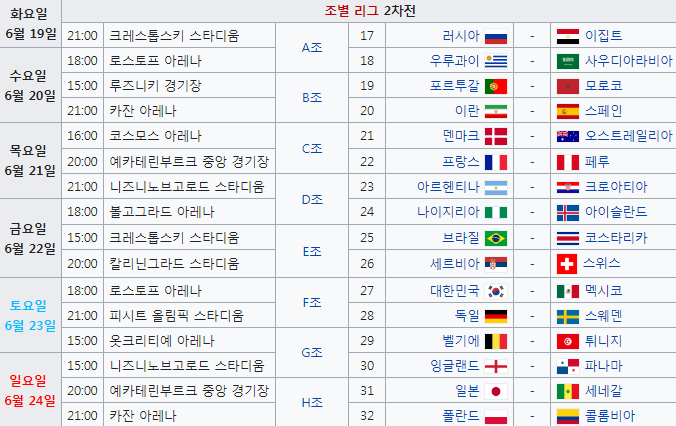 화요일
6월 19일
조별 리그 2차전
21:00 크레스톱스키 스타디움 A조 17 러시아 - 이집트
수요일
6월 20일
18:00 로스토프 아레나 18 우루과이 - 사우디아라비아
15:00 루즈니키 경기장 B조 19 포르투갈 - 모로코
21:00 카잔 아레나 20 이란 - 스페인
목요일
6월 21일
16:00 코스모스 아레나 C조 21 덴마크 - 오스트레일리아
20:00 예카테린부르크 중앙 경기장 22 프랑스 - 페루
21:00 니즈니노브고로드 스타디움 D조 23 아르헨티나 - 크로아티아
금요일
6월 22일
18:00 볼고그라드 아레나 24 나이지리아 - 아이슬란드
15:00 크레스톱스키 스타디움 E조 25 브라질 - 코스타리카
20:00 칼리닌그라드 스타디움 26 세르비아 - 스위스
토요일
6월 23일
18:00 로스토프 아레나 F조 27 대한민국 - 멕시코
21:00 피시트 올림픽 스타디움 28 독일 - 스웨덴
15:00 옷크리티예 아레나 G조 29 벨기에 - 튀니지
일요일
6월 24일
15:00 니즈니노브고로드 스타디움 30 잉글랜드 - 파나마
20:00 예카테린부르크 중앙 경기장 H조 31 일본 - 세네갈
21:00 카잔 아레나 32 폴란드 - 콜롬비아